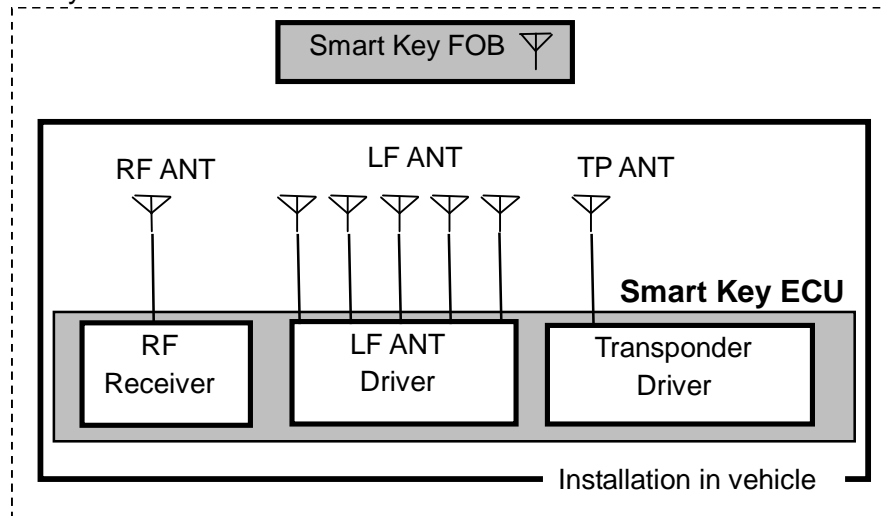 Smart Key FOB
RF ANT
LF ANT
TP ANT
Smart Key ECU
RF
Receiver
LF ANT
Driver
Transponder
Driver
Installation in vehicle